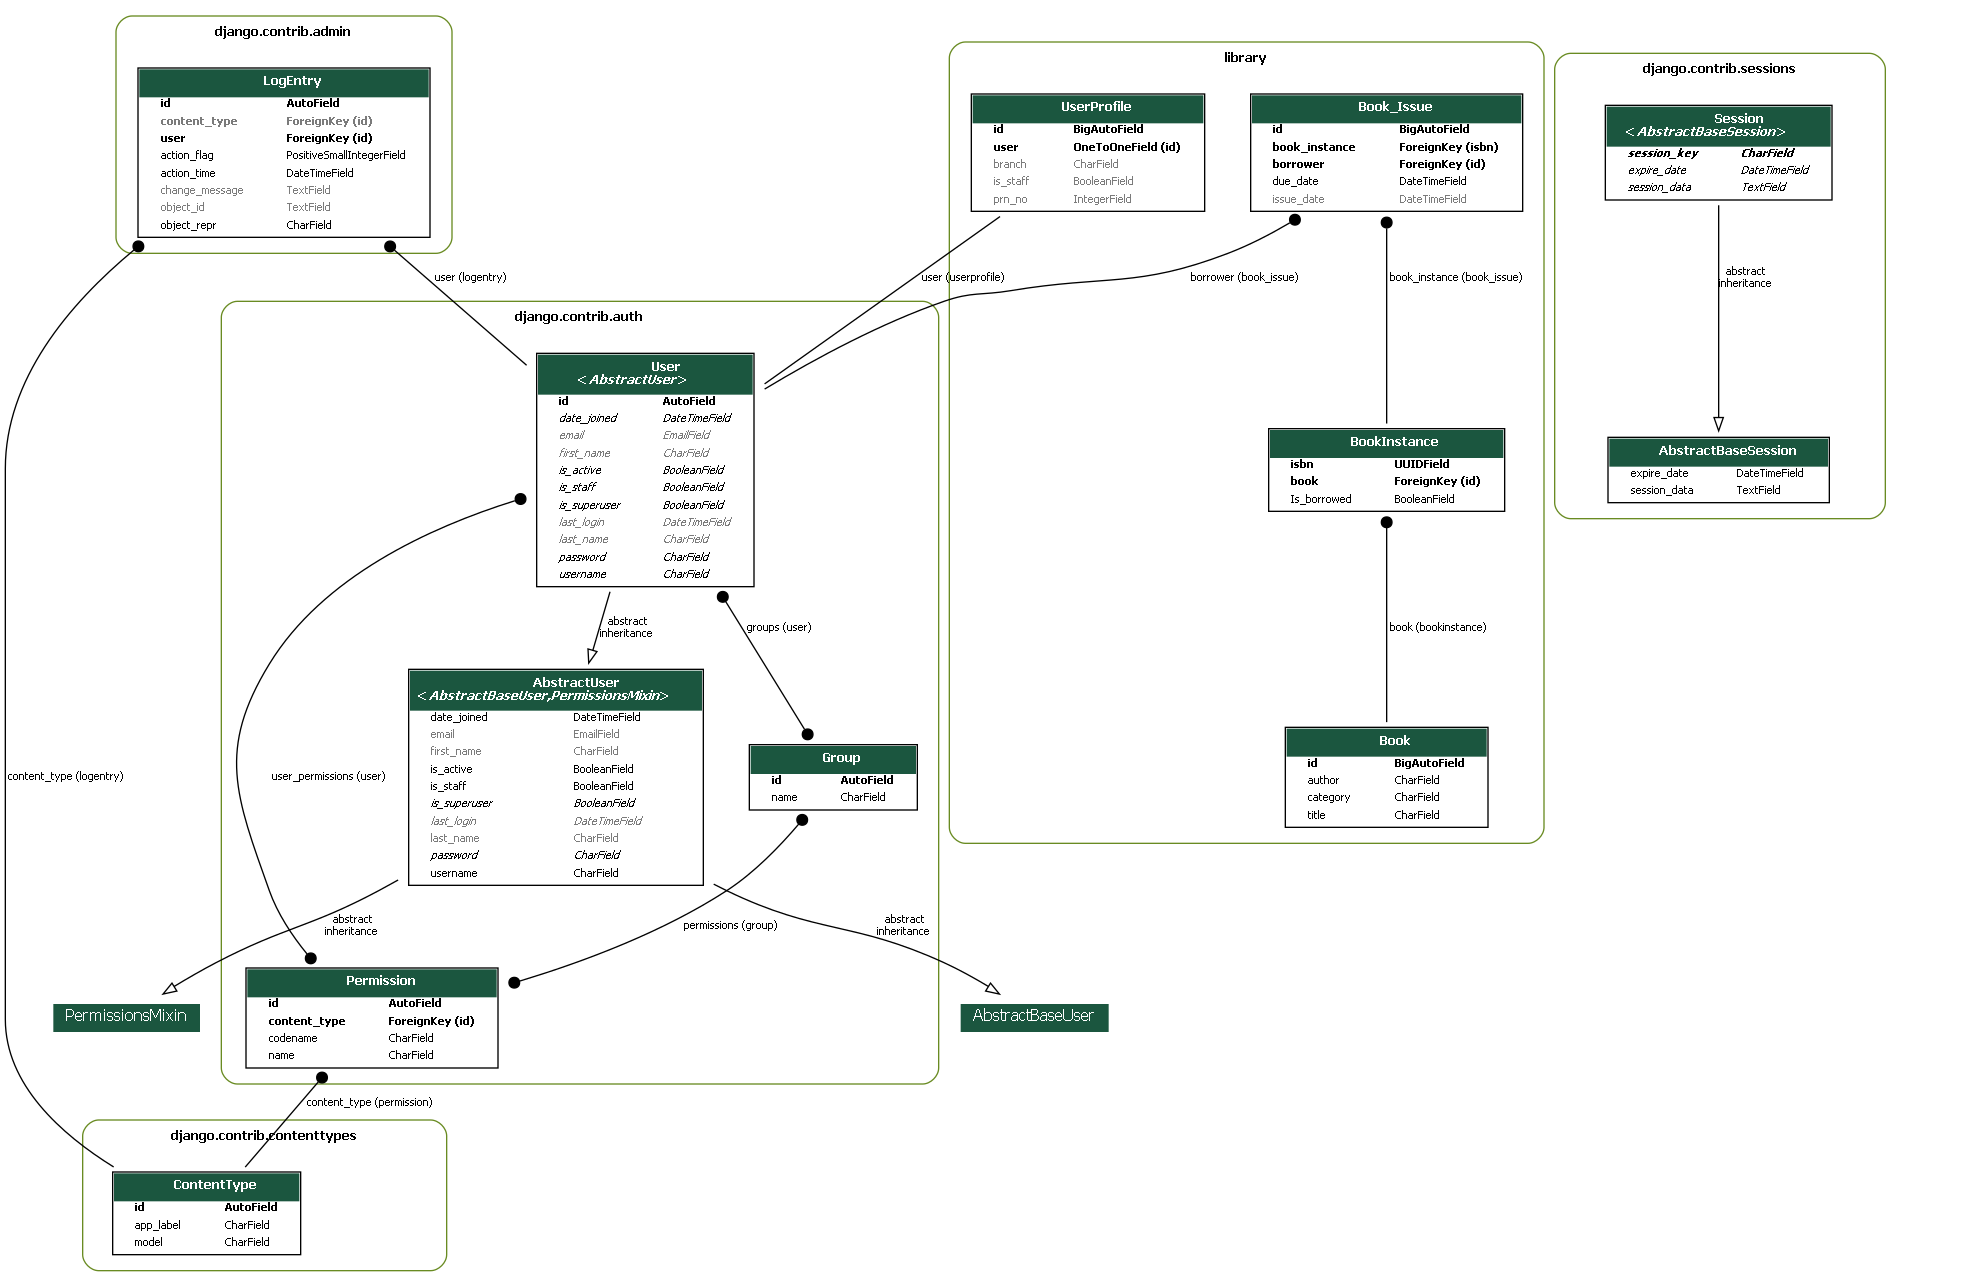 django.contrib.admin
LogEntry
id AutoField
content_type ForeignKey (id)
user ForeignKey (id)
action_flag PositiveSmallIntegerField
action_time DateTimeField
change_message TextField
object_id TextField
object_repr CharField
library
UserProfile
id BigAutoField
user OneToOneField (id)
branch CharField
is_staff BooleanField
prn_no IntegerField
Book_Issue
id BigAutoField
book_instance ForeignKey (isbn)
borrower ForeignKey (id)
due_date DateTimeField
issue_date DateTimeField
django.contrib.sessions
Session
<AbstractBaseSession>
session_key CharField
expire_date DateTimeField
session_data TextField
user (logentry)
user (userprofile)
borrower (book_issue)
book_instance (book_issue)
abstract
inheritance
django.contrib.auth
User
<AbstractUser>
id AutoField
date_joined DateTimeField
email EmailField
first_name CharField
is_active BooleanField
is_staff BooleanField
is_superuser BooleanField
last_login DateTimeField
last_name CharField
password CharField
username CharField
BookInstance
isbn UUIDField
book ForeignKey (id)
Is_borrowed BooleanField
AbstractBaseSession
expire_date DateTimeField
session_data TextField
abstract
inheritance
groups (user)
book (bookinstance)
AbstractUser
<AbstractBaseUser,PermissionsMixin>
date_joined DateTimeField
email EmailField
first_name CharField
is_active BooleanField
is_staff BooleanField
is_superuser BooleanField
last_login DateTimeField
last_name CharField
password CharField
username CharField
Group
id AutoField
name CharField
Book
id BigAutoField
author CharField
category CharField
title CharField
content_type (logentry)
user_permissions (user)
abstract
inheritance
permissions (group)
abstract
inheritance
PermissionsMixin
Permission
id AutoField
content_type ForeignKey (id)
codename CharField
name CharField
AbstractBaseUser
content_type (permission)
django.contrib.contenttypes
ContentType
id AutoField
app_label CharField
model CharField